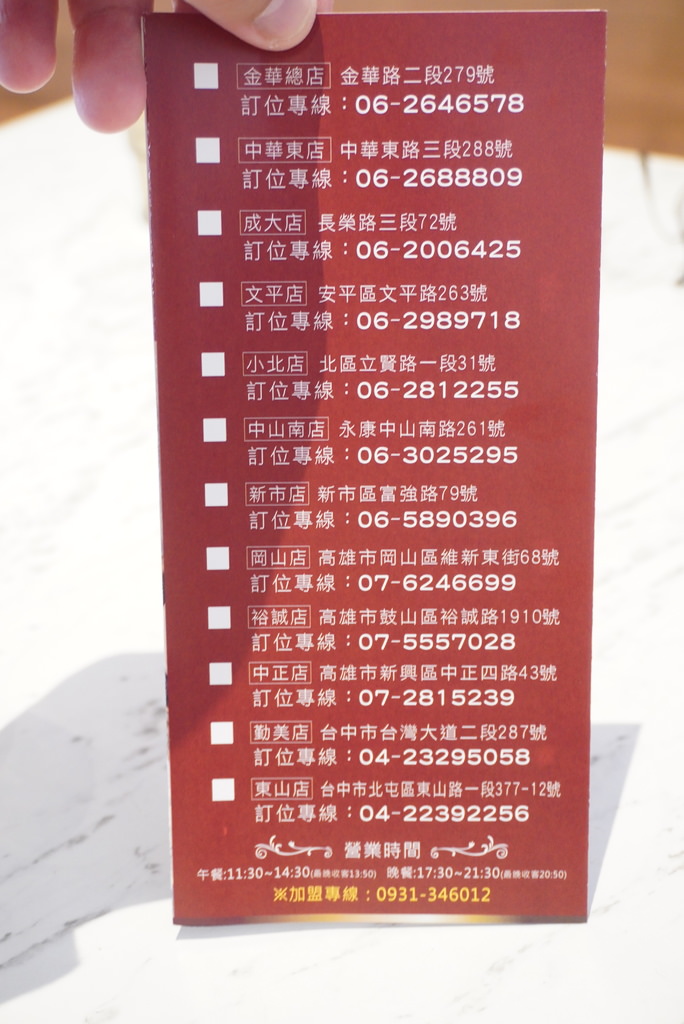 金華總店 金華路二段279號
訂位專線：06-2646578
中華東店 中華東路三段288號
訂位專線：06-2688809
成大店 長榮路三段72號
訂位專線：06-2006425
文平店 安平區文平路263號
訂位專線：06-2989718
小北店 北區立賢路一段31號
訂位專線：06-2812255
中山南店 永康中山南路261號
訂位專線：06-3025295
新市店 新市區富強路79號
訂位專線：06-5890396
岡山店 高雄市岡山區維新東街68號
訂位專線：07-6246699
裕誠店 高雄市鼓山區裕誠路1910號
訂位專線：07-5557028
中正店 高雄市新興區中正四路43號
訂位專線：07-2815239
勤美店 台中市台灣大道二段287號
訂位專線：04-23295058
東山店 台中市北屯區東山路一段377-12號
訂位專線：04-22392256
營業時間
午餐:11:30~14:30(最晚收客13:50) 晚餐:17:30~21:30(最晚收客20:50)
※加盟專線：0931-346012